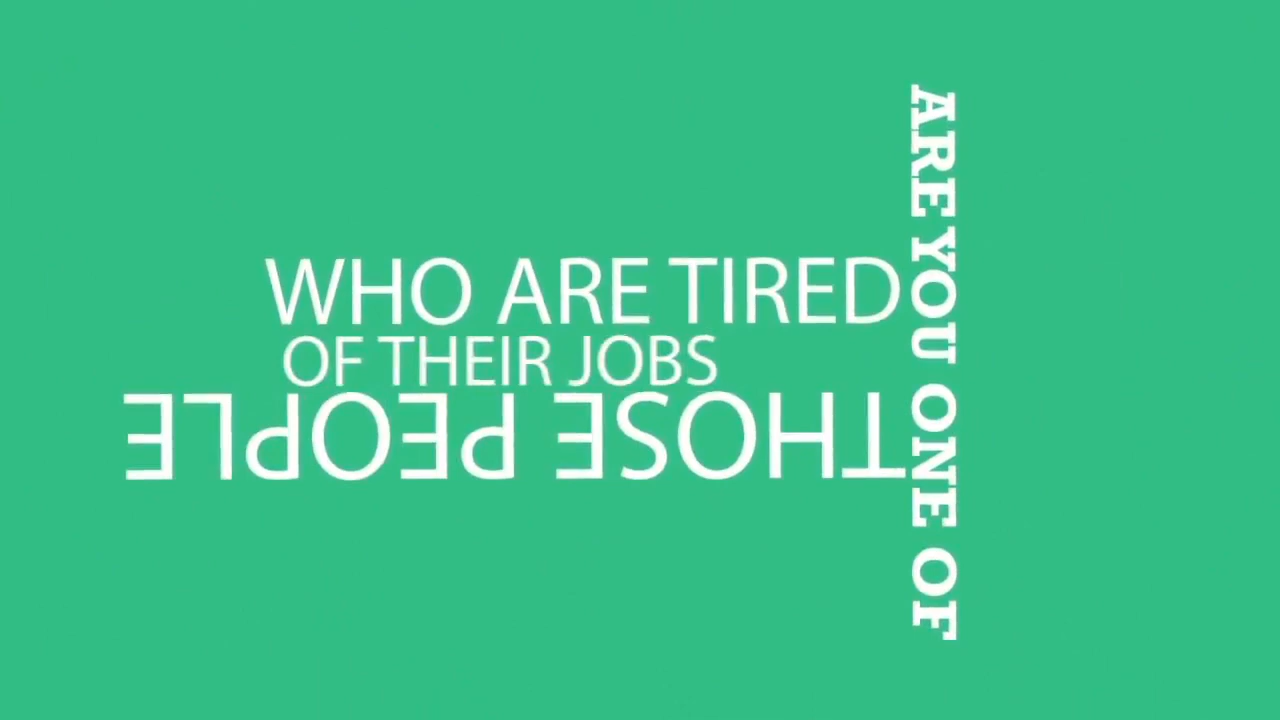 ARE YOU ONE OF
THOSE PEOPLE
WHO ARE TIRED
OF THEIR JOBS